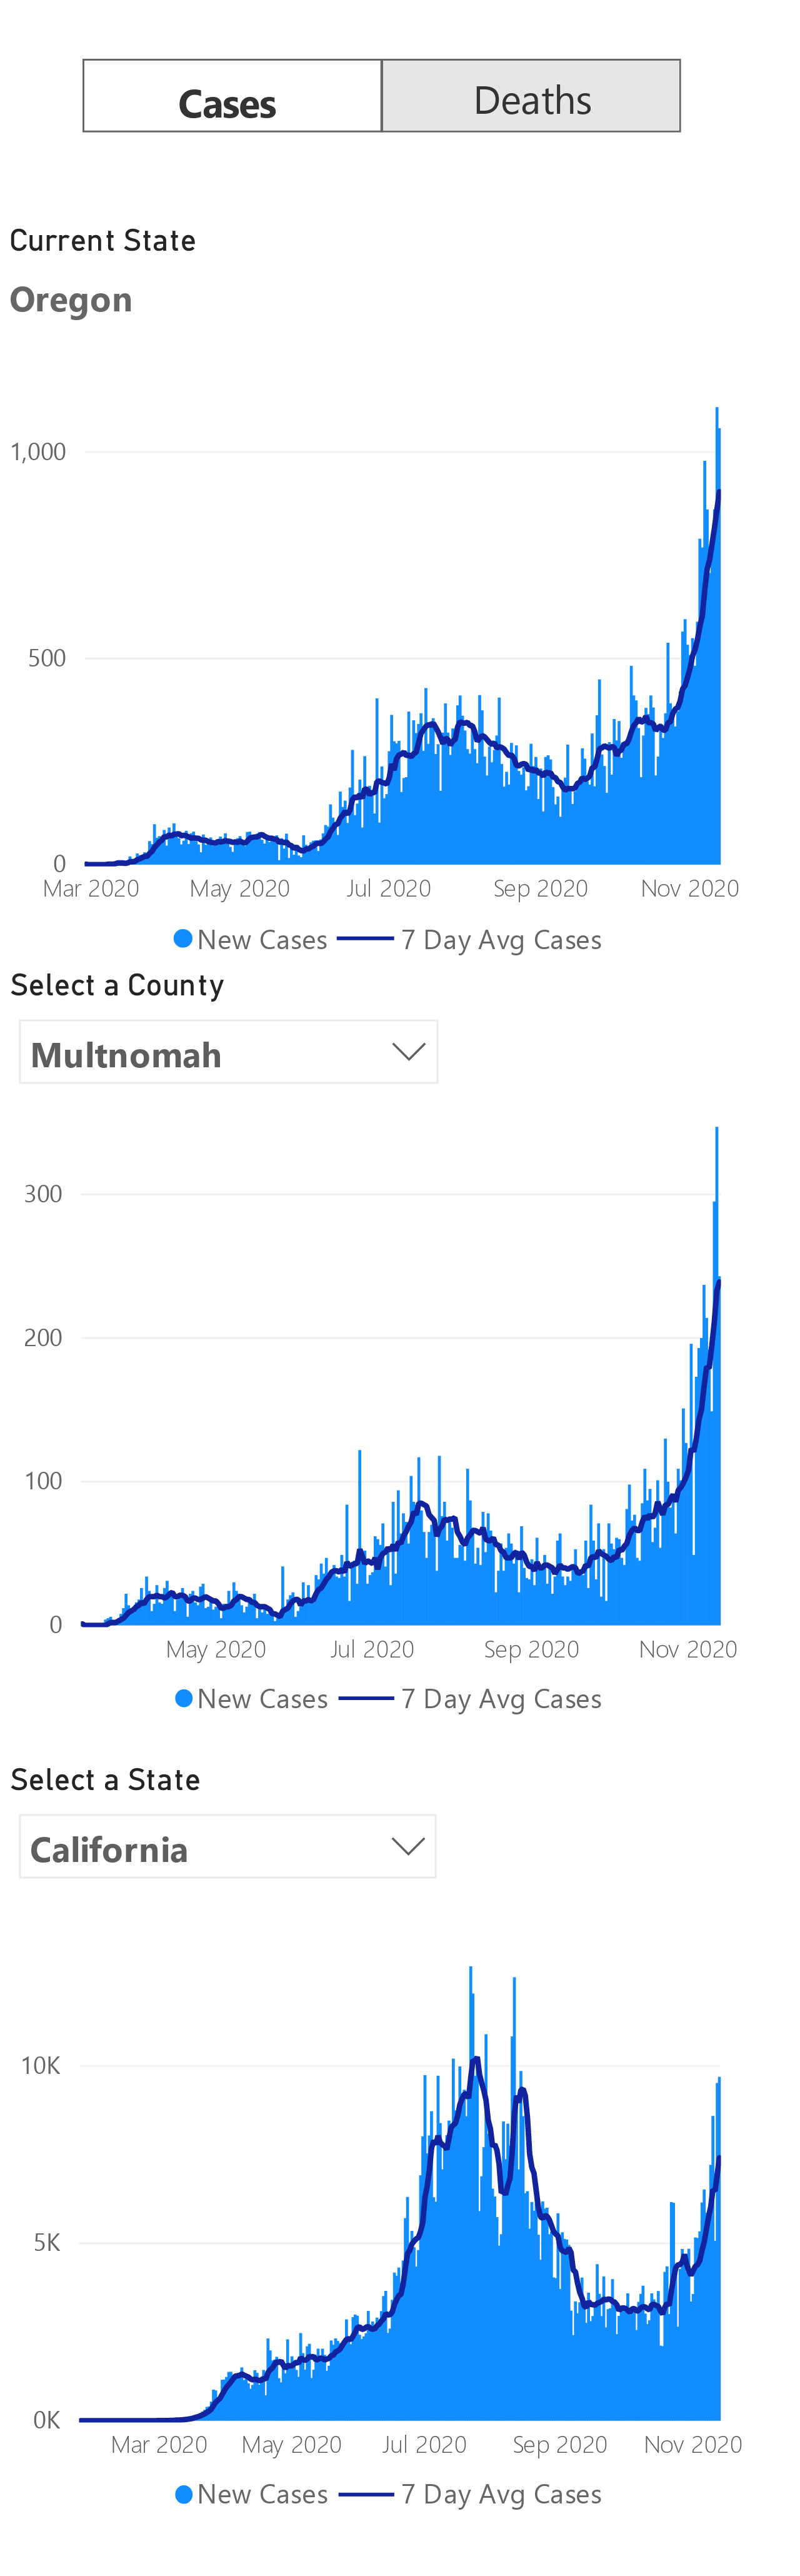 Cases Deaths
Current State
Oregon
1,000
500
0
Mar 2020 May 2020 Jul 2020 Sep 2020 Nov 2020
New Cases 7 Day Avg Cases
Select a County
Multnomah
300
200
100
0
May 2020 Jul 2020 Sep 2020 Nov 2020
New Cases 7 Day Avg Cases
Select a State
California
10K
5K
0K
Mar 2020 May 2020 Jul 2020 Sep 2020 Nov 2020
New Cases 7 Day Avg Cases